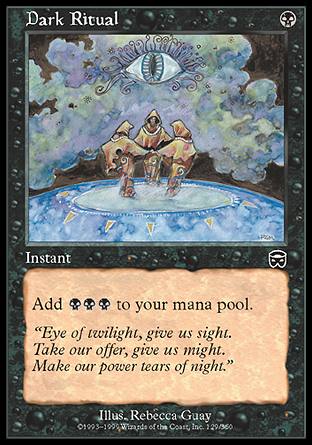 Dark Ritual
Instant
Add to your mana pool.
“Eye of twilight, give us sight.
Take our offer, give us might.
Make our power tears of night.”
Illus. Rebecca Guay
©1993-1999 Wizards of the Coast, Inc. 129/350